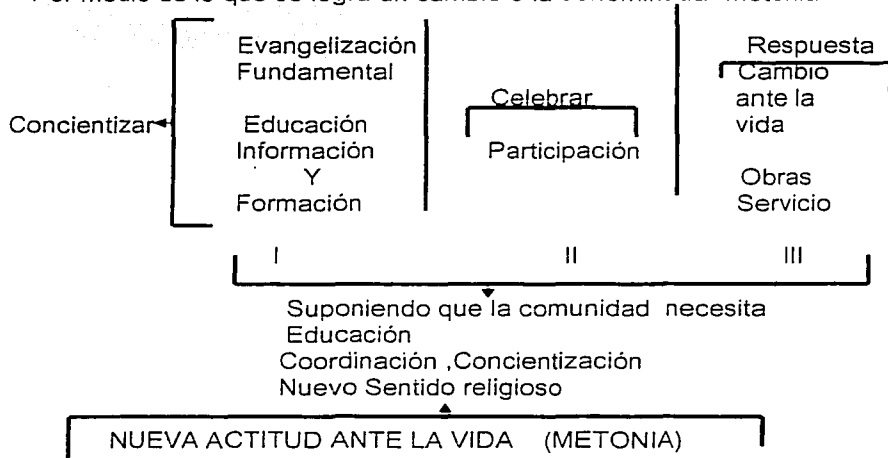 Evangelización
Fundamental
Educación
Información
Y
Formación
Concientizar
Celebrar
Participación
Respuesta
Cambio
ante la
vida
Obras
Servicio
I II III
Suponiendo que la comunidad necesita
Educación
Coordinación ,Concientización
Nuevo Sentido religioso
NUEVA ACTITUD ANTE LA VIDA (METONIA)